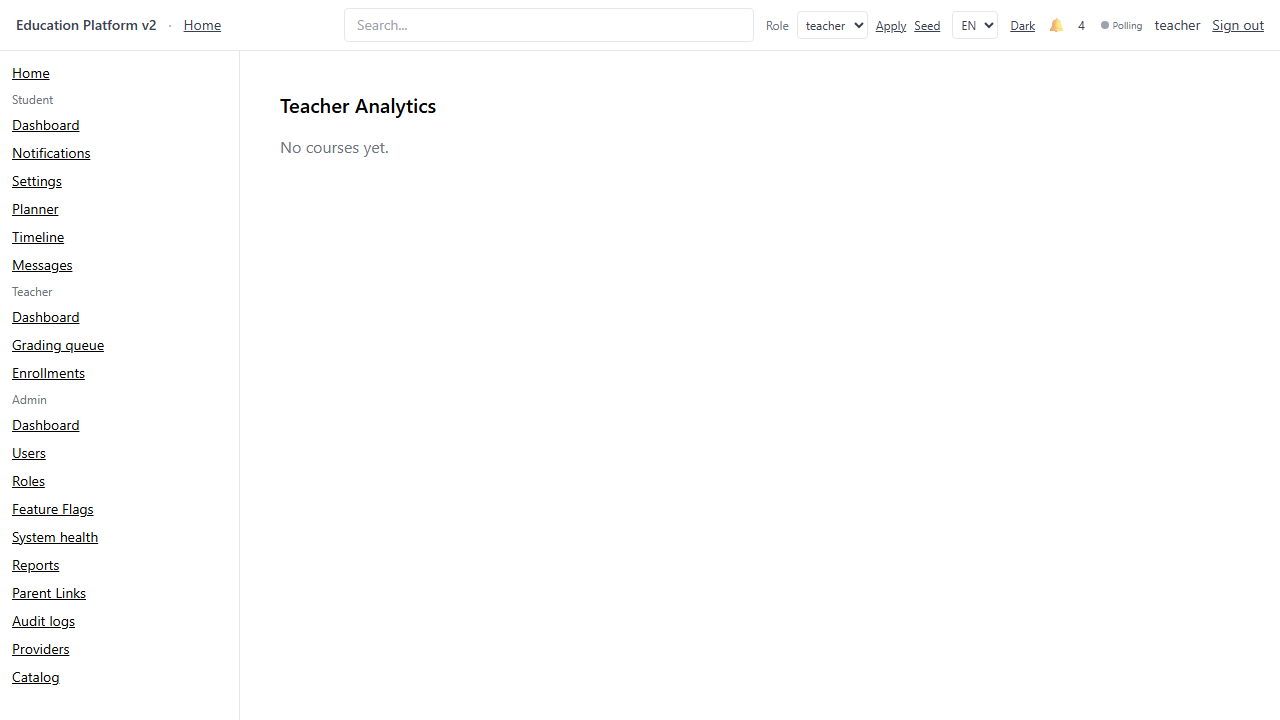 Education Platform v2 · Home Search... Role teacher Apply Seed EN Dark 🔔 4 Polling teacher Sign out
Home
Student
Dashboard
Notifications
Settings
Planner
Timeline
Messages
Teacher
Dashboard
Grading queue
Enrollments
Admin
Dashboard
Users
Roles
Feature Flags
System health
Reports
Parent Links
Audit logs
Providers
Catalog
Teacher Analytics
No courses yet.